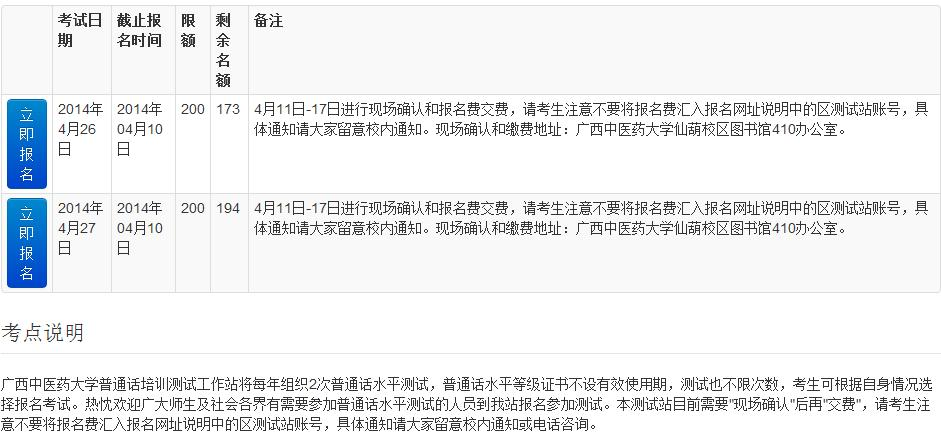 考试日期 截止报名时间 限额 剩余名额 备注
立即报名 2014年4月26日 2014年04月10日 200 173 4月11日-17日进行现场确认和报名费交费，请考生注意不要将报名费汇入报名网址说明中的区测试站账号，具
体通知请大家留意校内通知。现场确认和缴费地址：广西中医药大学仙葫校区图书馆410办公室。
立即报名 2014年4月27日 2014年04月10日 200 194 4月11日-17日进行现场确认和报名费交费，请考生注意不要将报名费汇入报名网址说明中的区测试站账号，具
体通知请大家留意校内通知。现场确认和缴费地址：广西中医药大学仙葫校区图书馆410办公室。
考点说明
广西中医药大学普通话培训测试工作站将每年组织2次普通话水平测试，普通话水平等级证书不设有效使用期，测试也不限次数，考生可根据自身情况选
择报名考试。热忱欢迎广大师生及社会各界有需要参加普通话水平测试的人员到我站报名参加测试。本测试站目前需要"现场确认"后再"交费"，请考生注
意不要将报名费汇入报名网址说明中的区测试站账号，具体通知请大家留意校内通知或电话咨询。